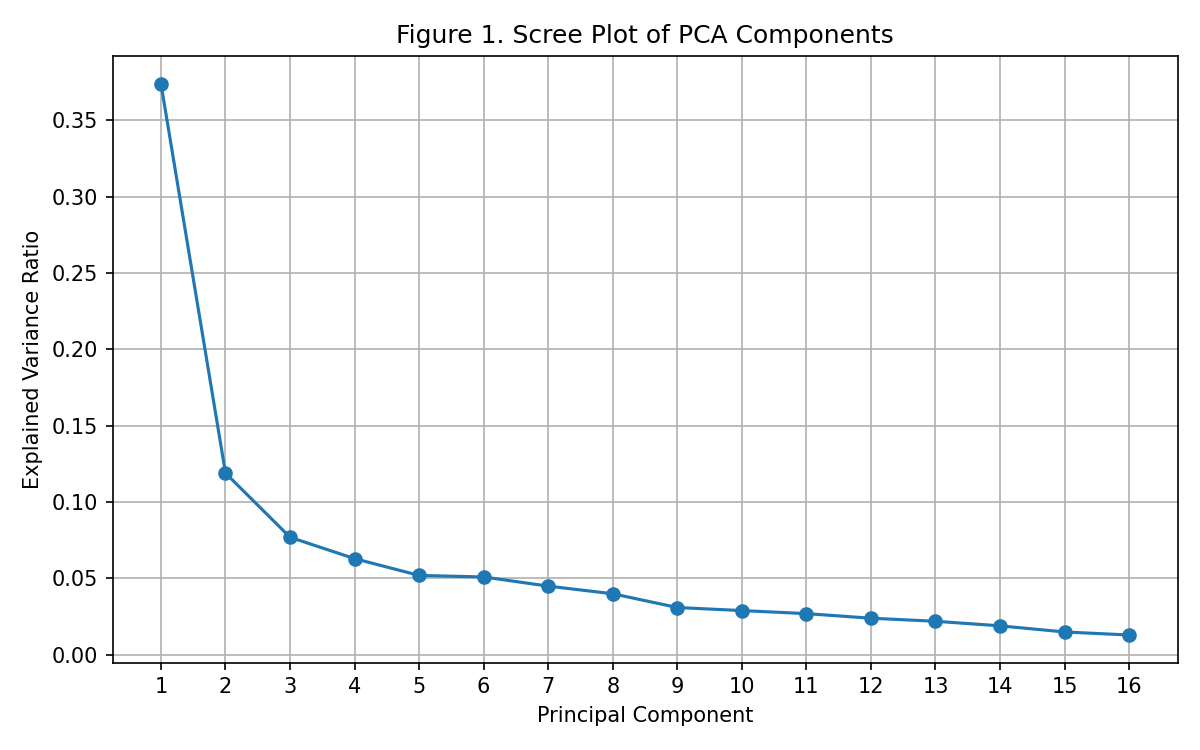 Figure 1. Scree Plot of PCA Components
Explained Variance Ratio
0.35
0.30
0.25
0.20
0.15
0.10
0.05
0.00
1 2 3 4 5 6 7 8 9 10 11 12 13 14 15 16
Principal Component